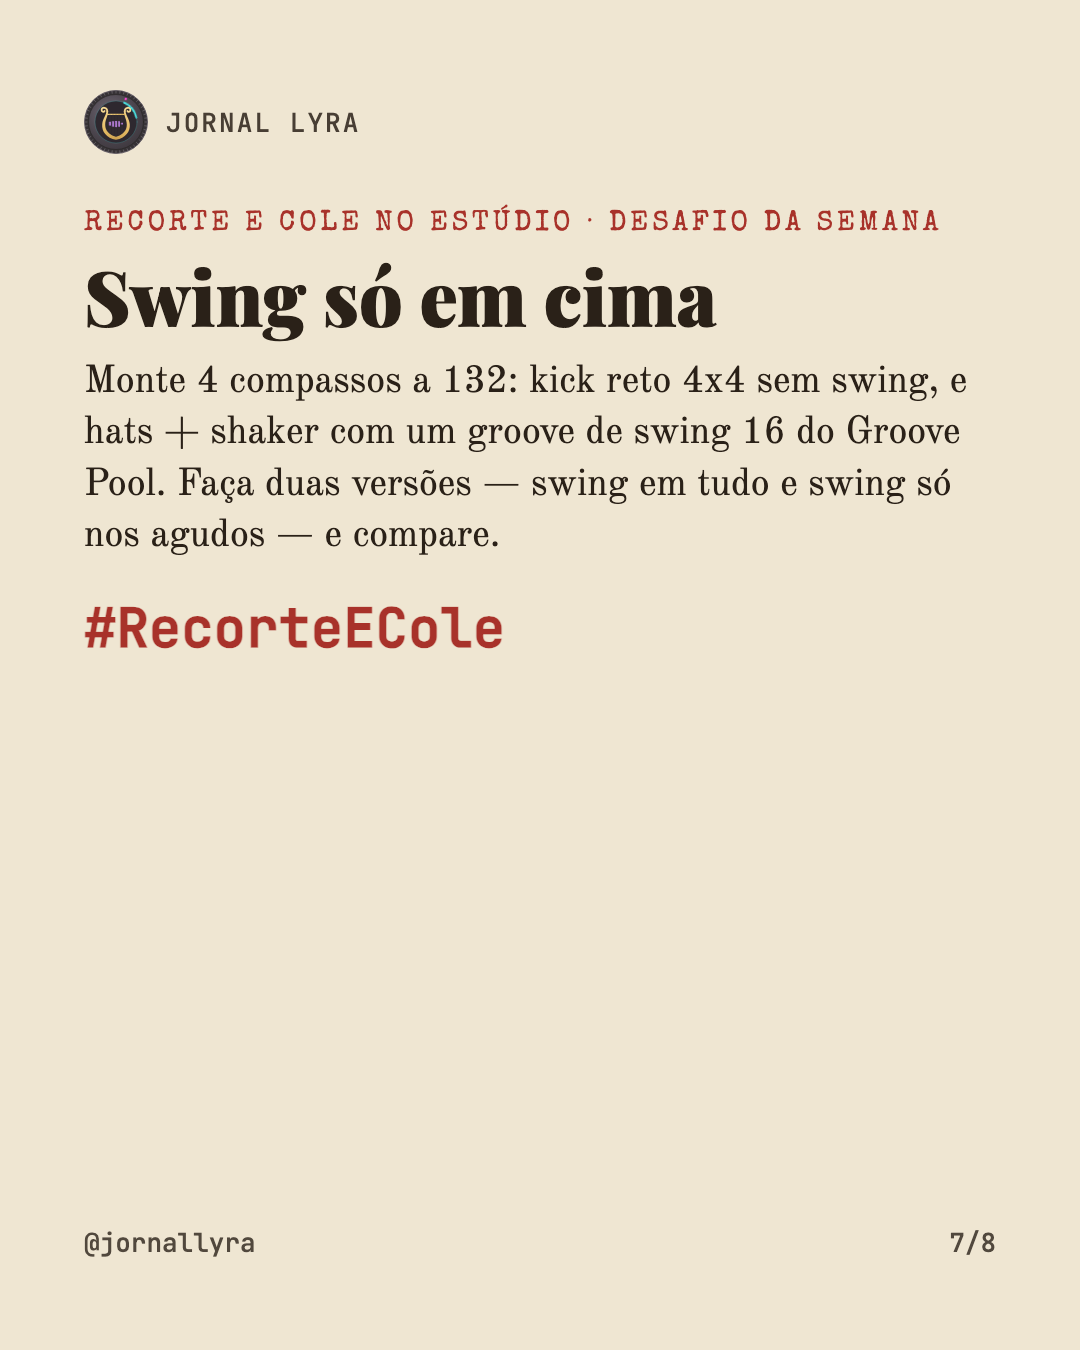 JORNAL LYRA
RECORTE E COLE NO ESTÚDIO · DESAFIO DA SEMANA
Swing só em cima
Monte 4 compassos a 132: kick reto 4x4 sem swing, e
hats + shaker com um groove de swing 16 do Groove
Pool. Faça duas versões — swing em tudo e swing só
nos agudos — e compare.
#RecorteECole
@jornallyra
7/8